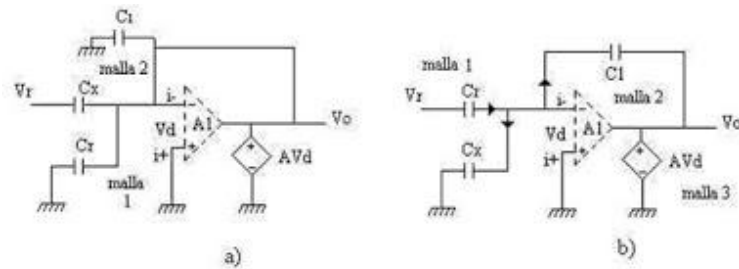 C1
malla 2
Vr
Cx
i-
Vd
A1
Vo
i+
AVd
Cr
malla
1
a)
malla 1
Vr
Cr
C1
i-
malla 2
Vd
A1
Vo
Cx
i+
AVd
malla 3
b)